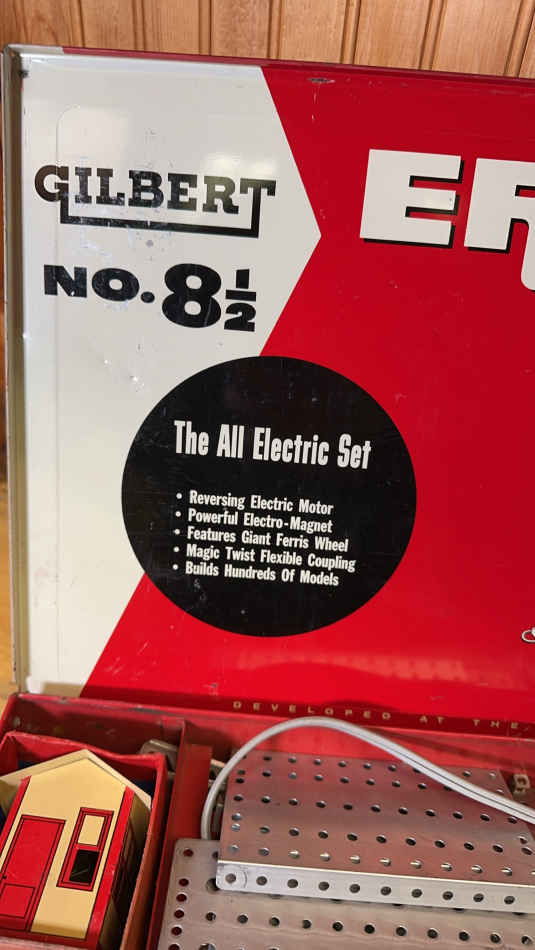 GILBERT
NO. 8½
ER
The All Electric Set
• Reversing Electric Motor
• Powerful Electro-Magnet
• Features Giant Ferris Wheel
• Magic Twist Flexible Coupling
• Builds Hundreds Of Models
DEVELOPED AT THE